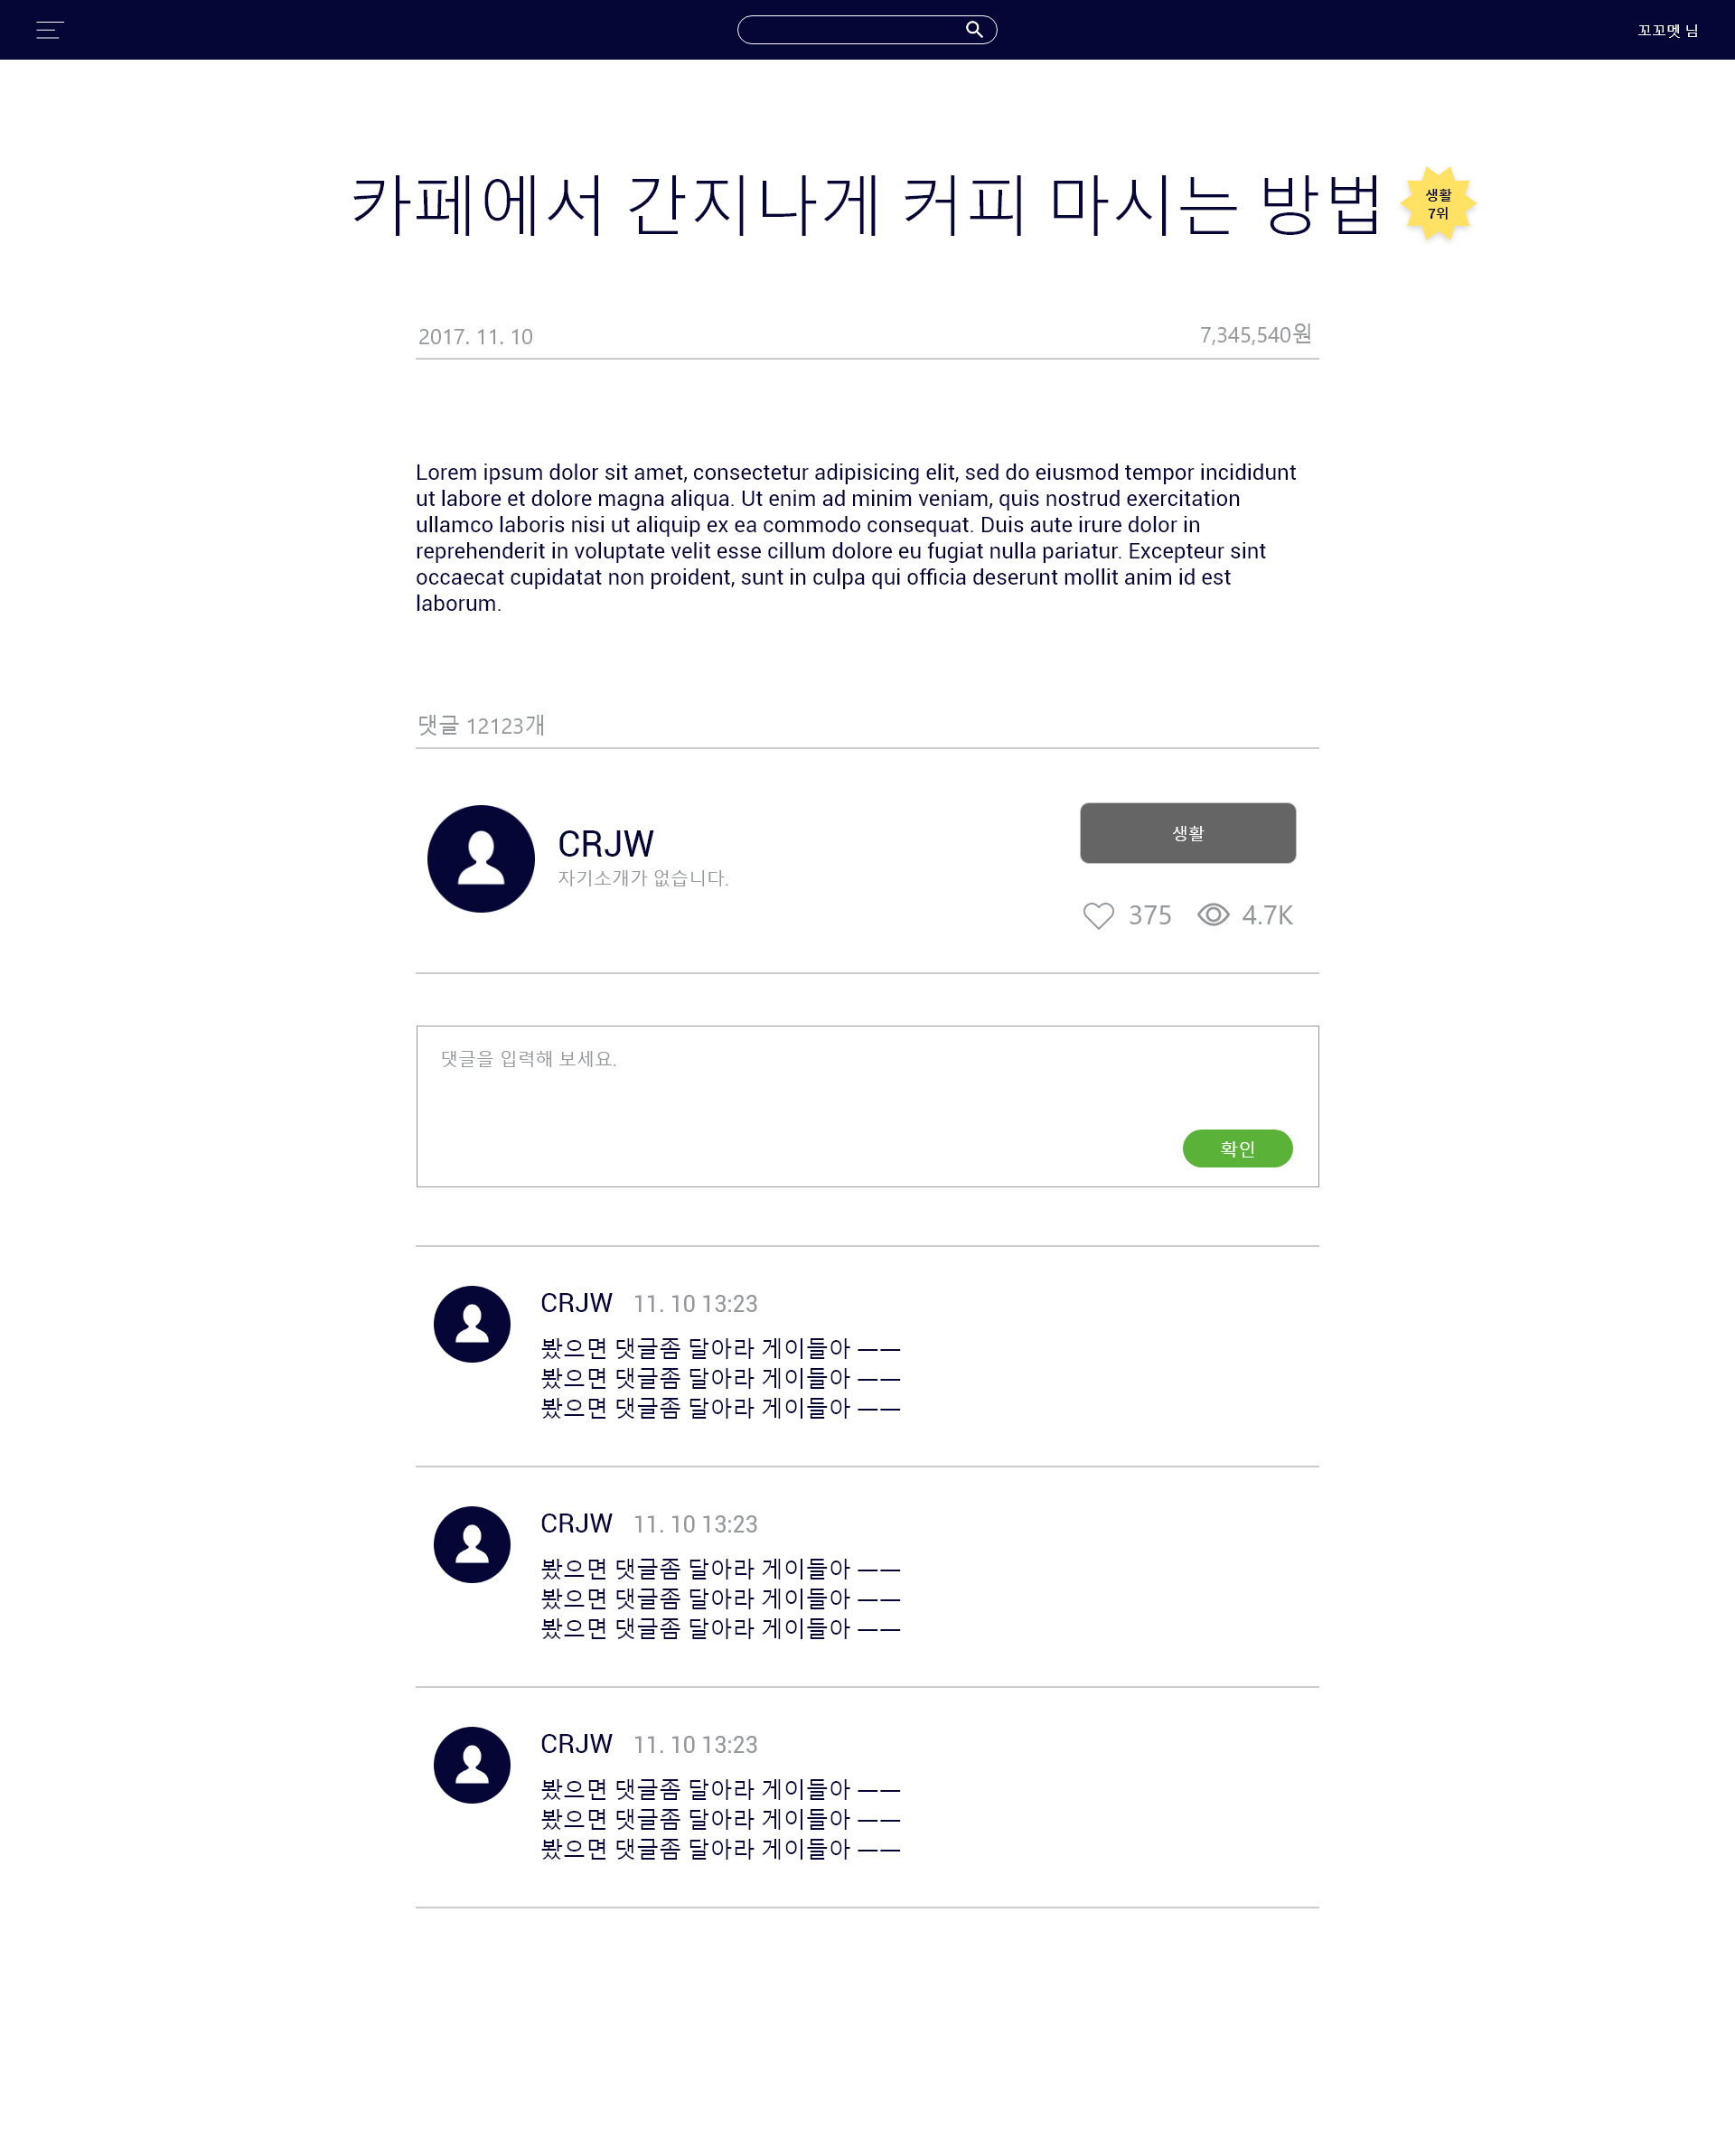 꼬꼬멧 님
카페에서 간지나게 커피 마시는 방법
생활
7위
2017. 11. 10
7,345,540원
Lorem ipsum dolor sit amet, consectetur adipisicing elit, sed do eiusmod tempor incididunt
ut labore et dolore magna aliqua. Ut enim ad minim veniam, quis nostrud exercitation
ullamco laboris nisi ut aliquip ex ea commodo consequat. Duis aute irure dolor in
reprehenderit in voluptate velit esse cillum dolore eu fugiat nulla pariatur. Excepteur sint
occaecat cupidatat non proident, sunt in culpa qui officia deserunt mollit anim id est
laborum.
댓글 12123개
CRJW
자기소개가 없습니다.
생활
375 4.7K
댓글을 입력해 보세요.
확인
CRJW 11. 10 13:23
봤으면 댓글좀 달아라 게이들아 ㅡㅡ
봤으면 댓글좀 달아라 게이들아 ㅡㅡ
봤으면 댓글좀 달아라 게이들아 ㅡㅡ
CRJW 11. 10 13:23
봤으면 댓글좀 달아라 게이들아 ㅡㅡ
봤으면 댓글좀 달아라 게이들아 ㅡㅡ
봤으면 댓글좀 달아라 게이들아 ㅡㅡ
CRJW 11. 10 13:23
봤으면 댓글좀 달아라 게이들아 ㅡㅡ
봤으면 댓글좀 달아라 게이들아 ㅡㅡ
봤으면 댓글좀 달아라 게이들아 ㅡㅡ